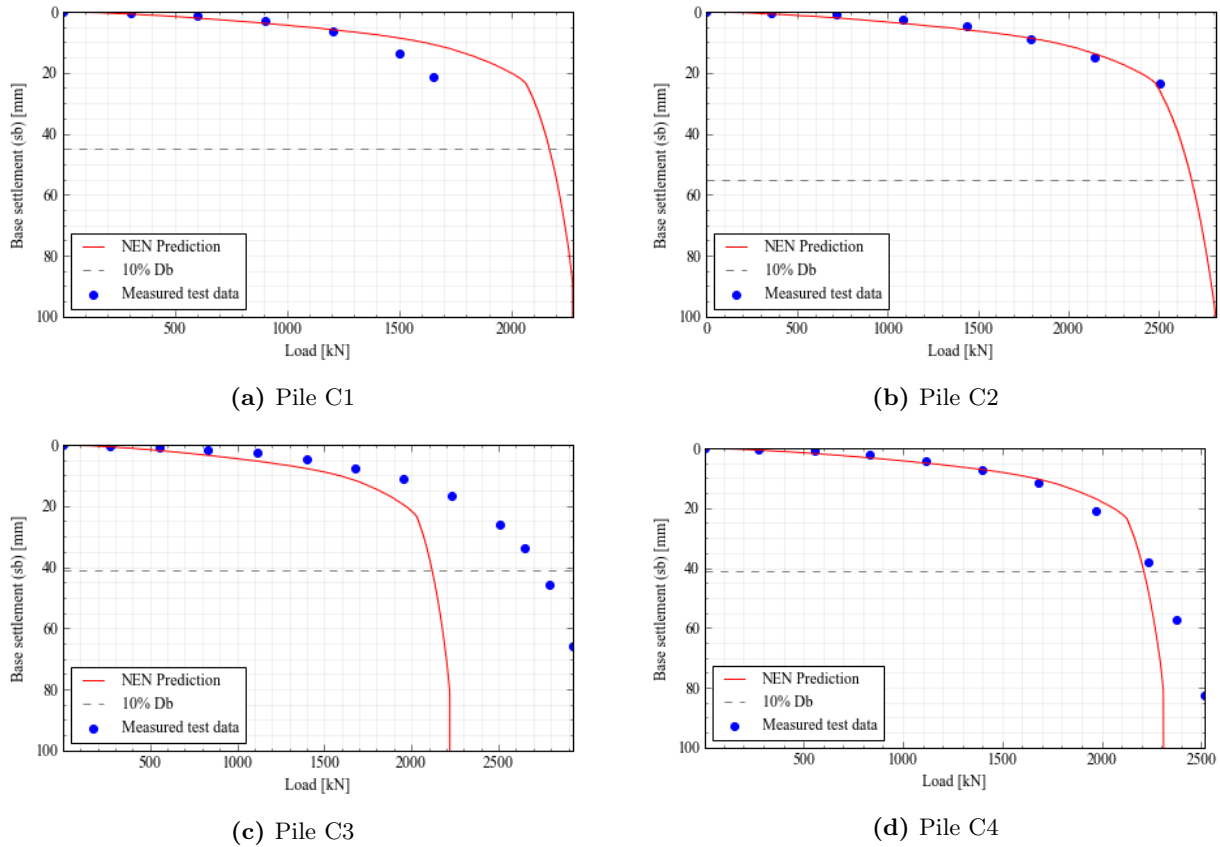 0
20
40
60
80
100
Base settlement (sb) [mm]
NEN Prediction
10% Db
Measured test data
500 1000 1500 2000
Load [kN]
(a) Pile C1
0
20
40
60
80
100
Base settlement (sb) [mm]
NEN Prediction
10% Db
Measured test data
0 500 1000 1500 2000 2500
Load [kN]
(b) Pile C2
0
20
40
60
80
100
Base settlement (sb) [mm]
NEN Prediction
10% Db
Measured test data
500 1000 1500 2000 2500
Load [kN]
(c) Pile C3
0
20
40
60
80
100
Base settlement (sb) [mm]
NEN Prediction
10% Db
Measured test data
500 1000 1500 2000 2500
Load [kN]
(d) Pile C4